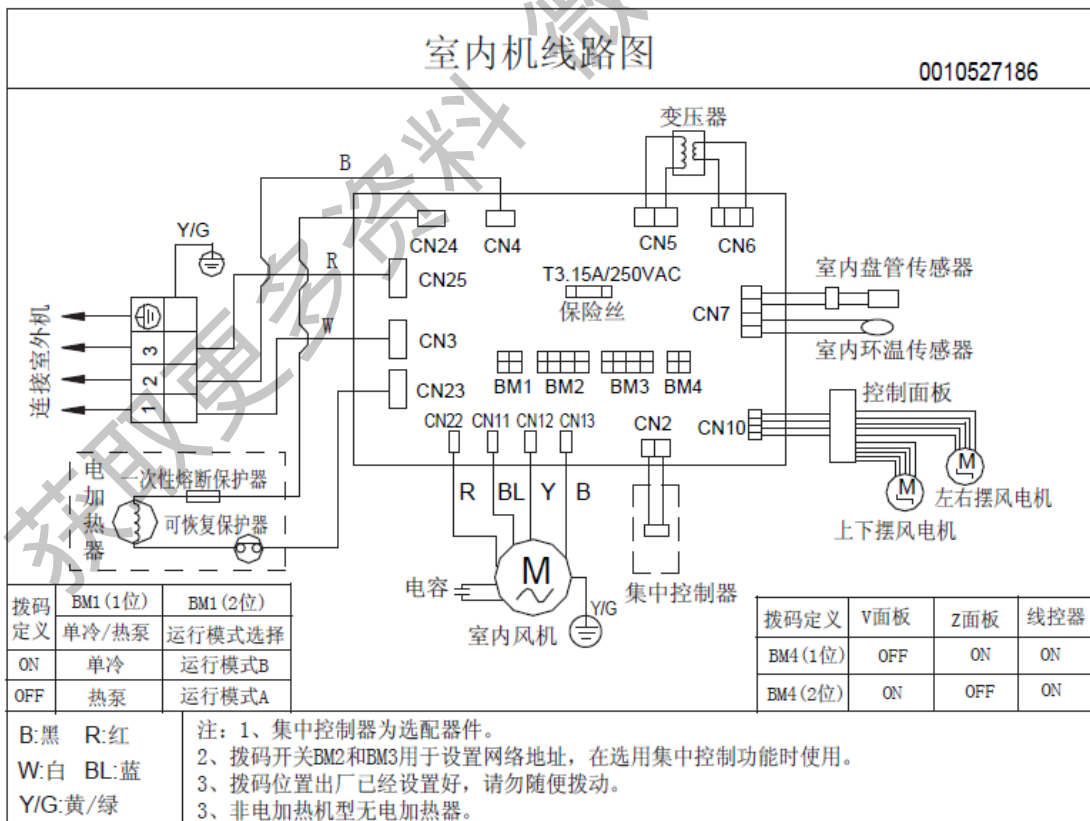 室内机线路图
0010527186
变压器
B
Y/G
CN24 CN4 CN5 CN6
R
CN25
T3.15A/250VAC
保险丝
室内盘管传感器
CN7
室内环温传感器
连接室外机
3
2
1
W
CN3
BM1 BM2 BM3 BM4
CN23
控制面板
CN22 CN11 CN12 CN13 CN2 CN10
M
左右摆风电机
M
上下摆风电机
电加热器
一次性熔断保护器
可恢复保护器
R BL Y B
电容
M
Y/G
室内风机
集中控制器
拨码定义 BM1(1位) BM1(2位)
单冷/热泵 运行模式选择
ON 单冷 运行模式B
OFF 热泵 运行模式A
拨码定义 V面板 Z面板 线控器
BM4(1位) OFF ON ON
BM4(2位) ON OFF ON
B:黑 R:红
W:白 BL:蓝
Y/G:黄/绿
注: 1、集中控制器为选配器件。
2、拨码开关BM2和BM3用于设置网络地址，在选用集中控制功能时使用。
3、拨码位置出厂已经设置好，请勿随便拨动。
3、非电加热机型无电加热器。
获取更多资料 微